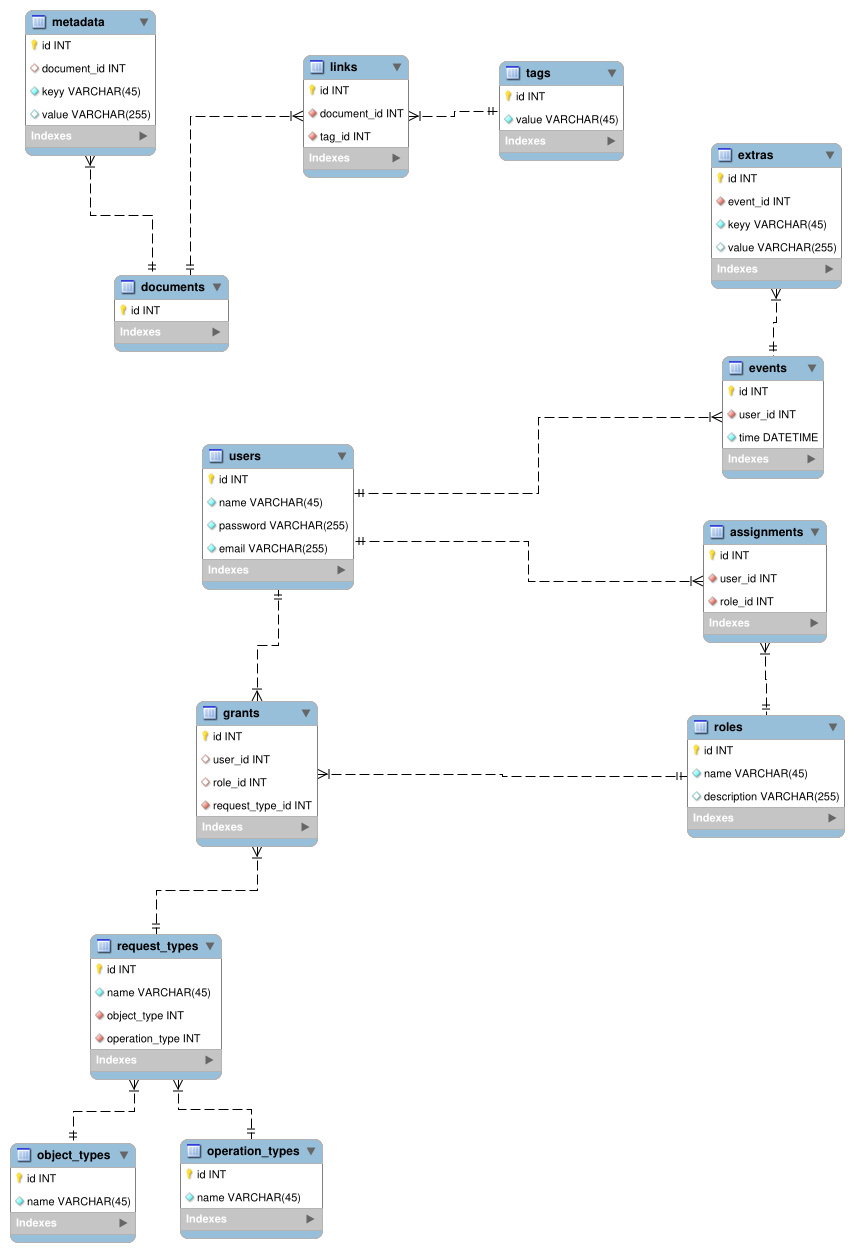 metadata
id INT
document_id INT
keyy VARCHAR(45)
value VARCHAR(255)
Indexes
links
id INT
document_id INT
tag_id INT
Indexes
tags
id INT
value VARCHAR(45)
Indexes
extras
id INT
event_id INT
keyy VARCHAR(45)
value VARCHAR(255)
Indexes
documents
id INT
Indexes
events
id INT
user_id INT
time DATETIME
Indexes
users
id INT
name VARCHAR(45)
password VARCHAR(255)
email VARCHAR(255)
Indexes
assignments
id INT
user_id INT
role_id INT
Indexes
grants
id INT
user_id INT
role_id INT
request_type_id INT
Indexes
roles
id INT
name VARCHAR(45)
description VARCHAR(255)
Indexes
request_types
id INT
name VARCHAR(45)
object_type INT
operation_type INT
Indexes
object_types
id INT
name VARCHAR(45)
Indexes
operation_types
id INT
name VARCHAR(45)
Indexes